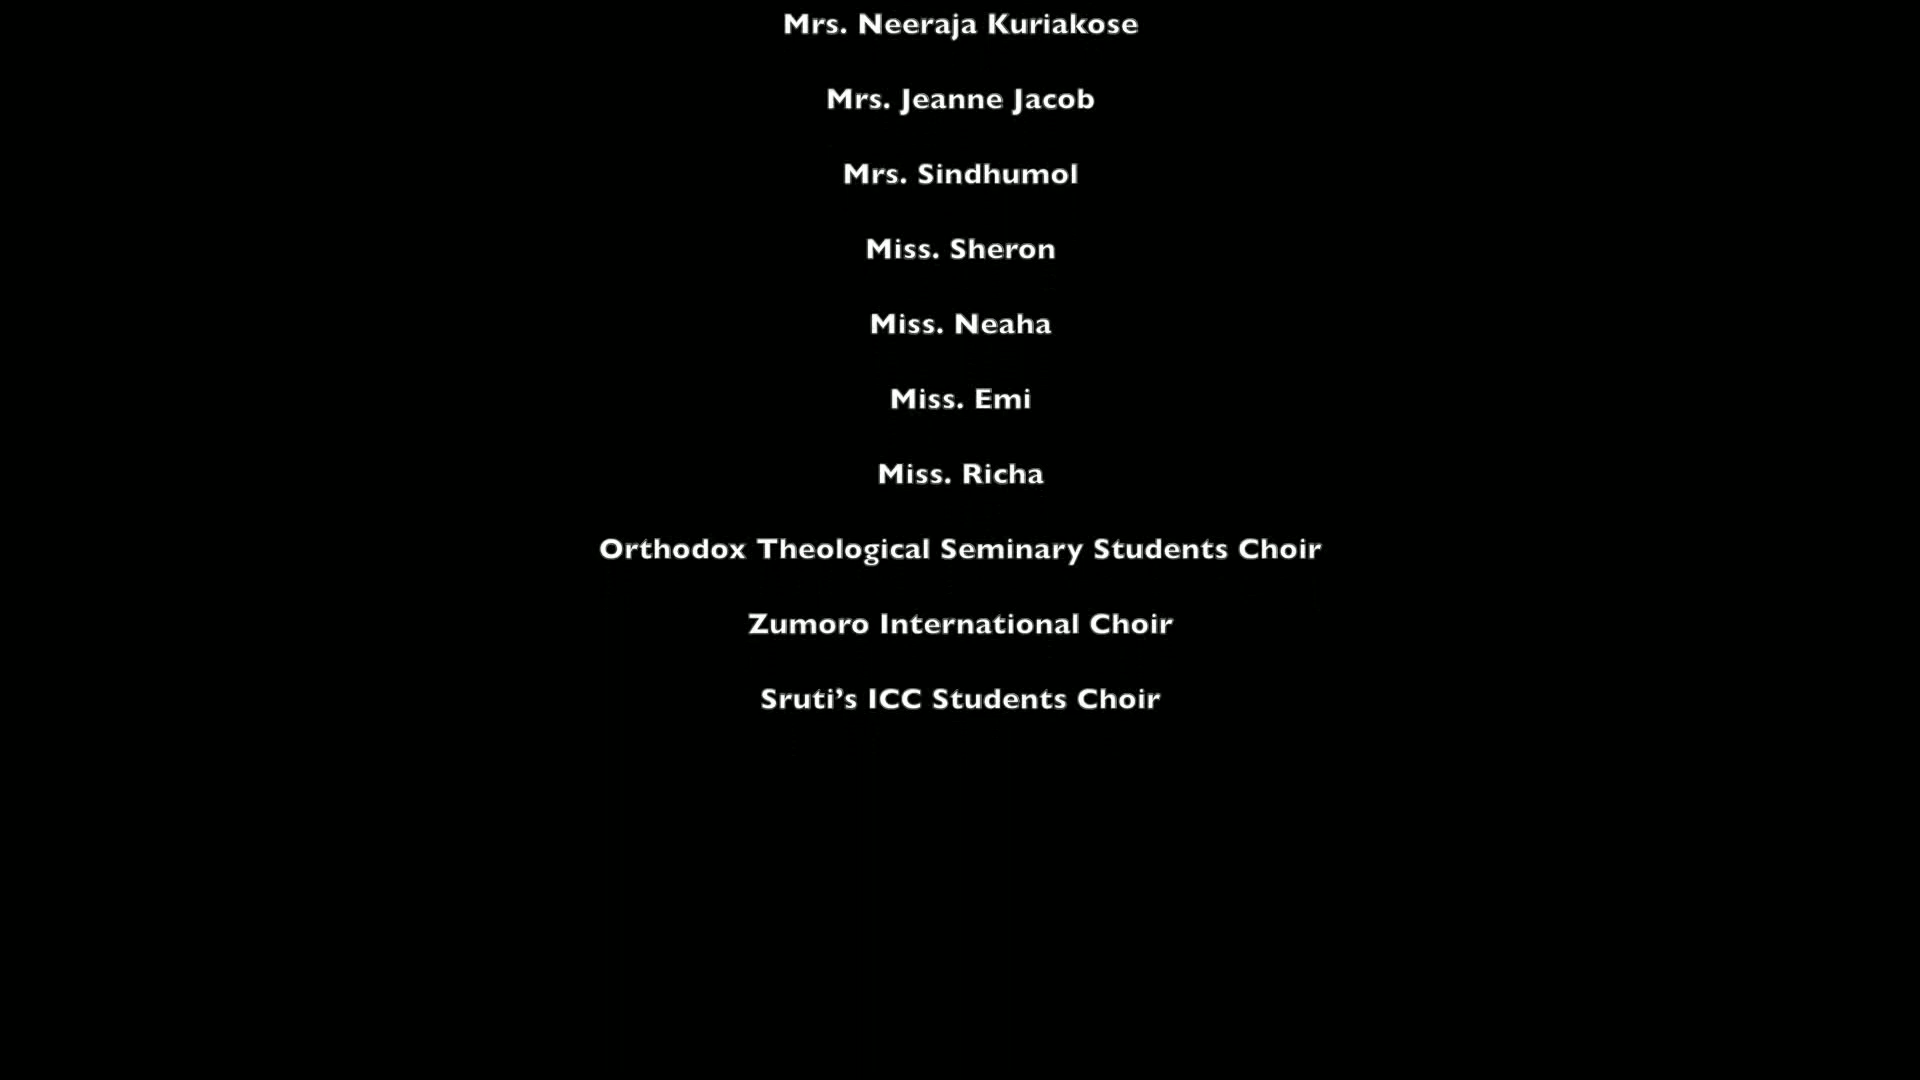 Mrs. Neeraja Kuriakose
Mrs. Jeanne Jacob
Mrs. Sindhumol
Miss. Sheron
Miss. Neaha
Miss. Emi
Miss. Richa
Orthodox Theological Seminary Students Choir
Zumoro International Choir
Sruti’s ICC Students Choir